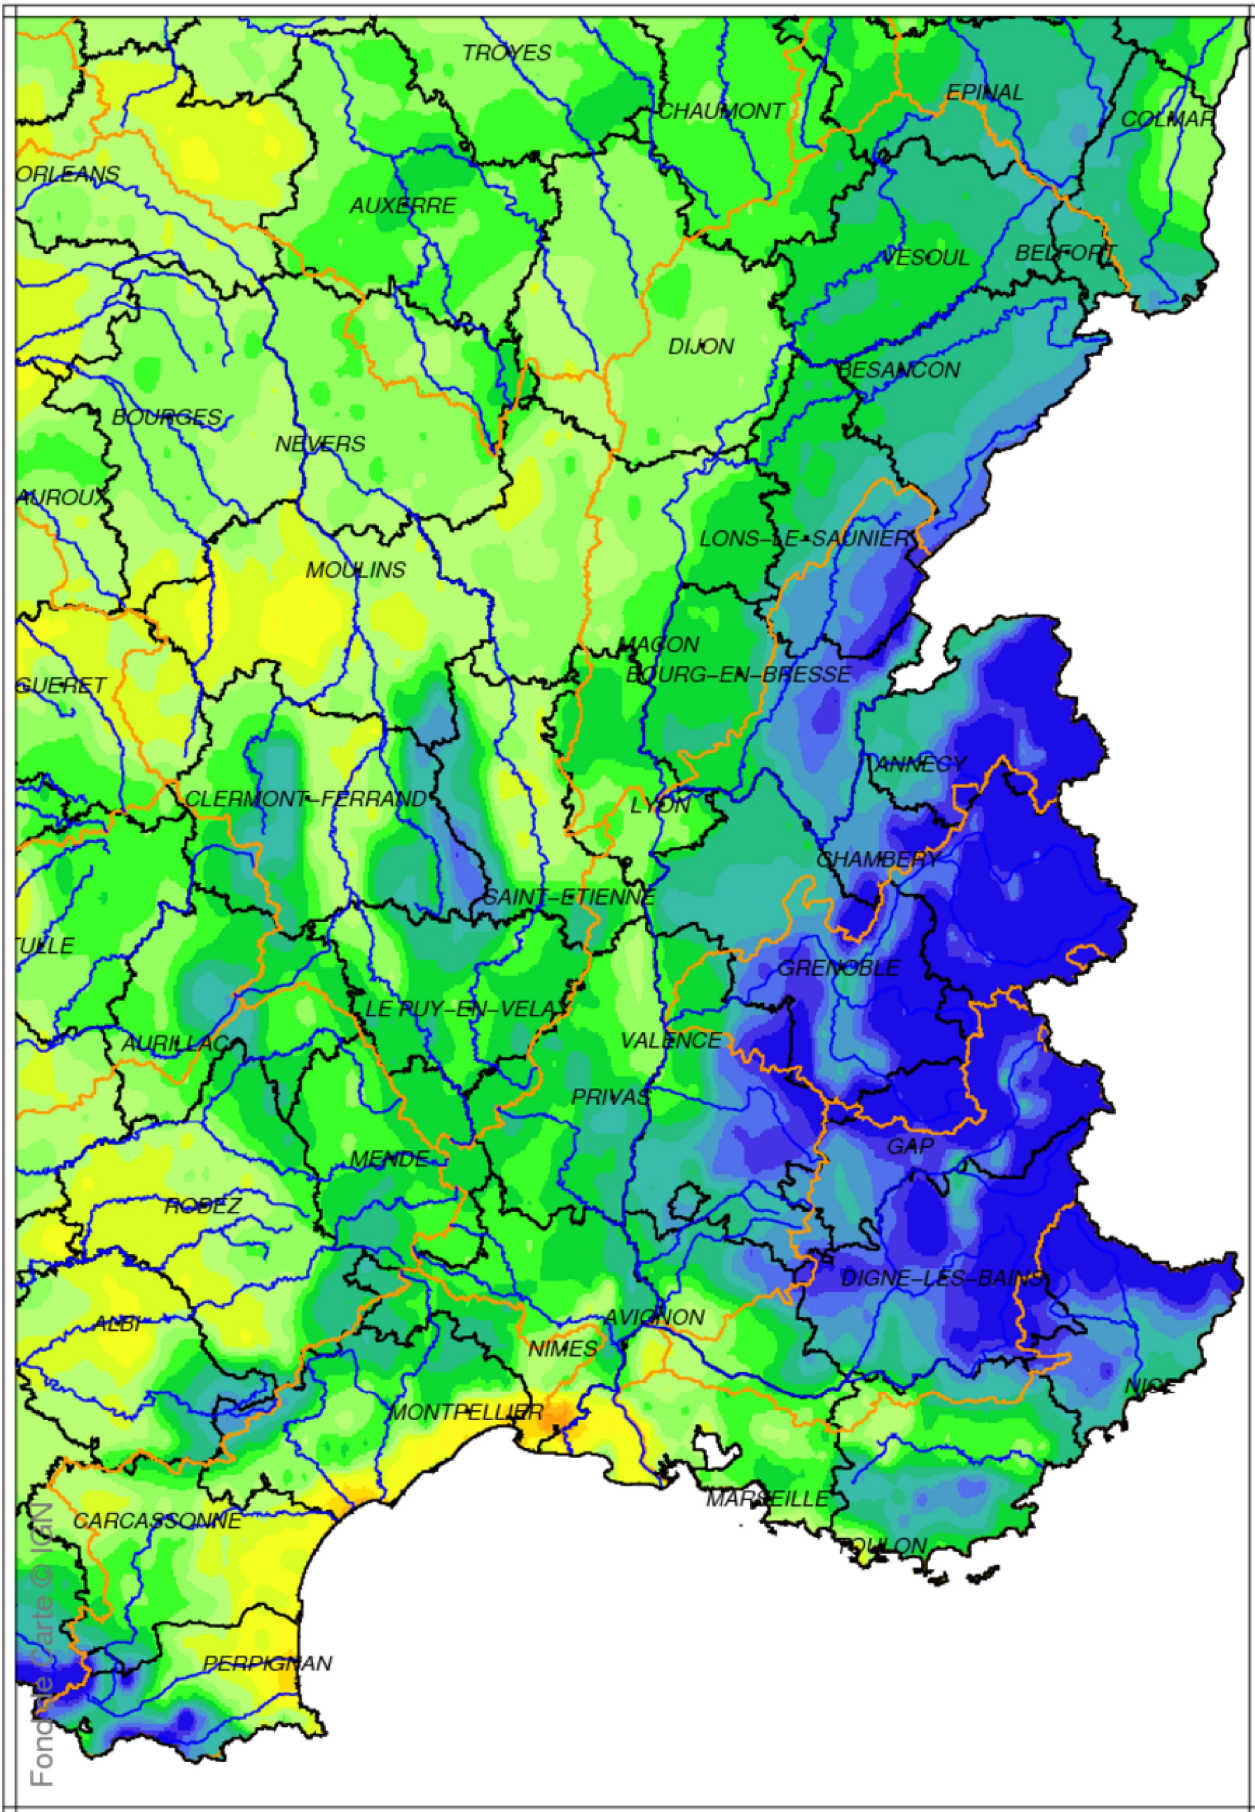 TROYES
CHAUMONT
EPINAL
COLMAR
ORLEANS
AUXERRE
VESOUL
BELFORT
DIJON
BESANCON
BOURGES
NEVERS
AUROUX
LONS-LE-SAUNIER
MOULINS
MACON
BOURG-EN-BRESSE
GUERET
ANNECY
CLERMONT-FERRAND
LYON
CHAMBERY
SAINT-ETIENNE
TULLE
GRENOBLE
LE PUY-EN-VELAY
AURILLAC
VALENCE
PRIVAS
GAP
MENDE
RODEZ
DIGNE-LES-BAINS
ALBI
AVIGNON
NIMES
NICE
MONTPELLIER
MARSEILLE
CARCASSONNE
TOULON
PERPIGNAN
Fond de Carte © IGN